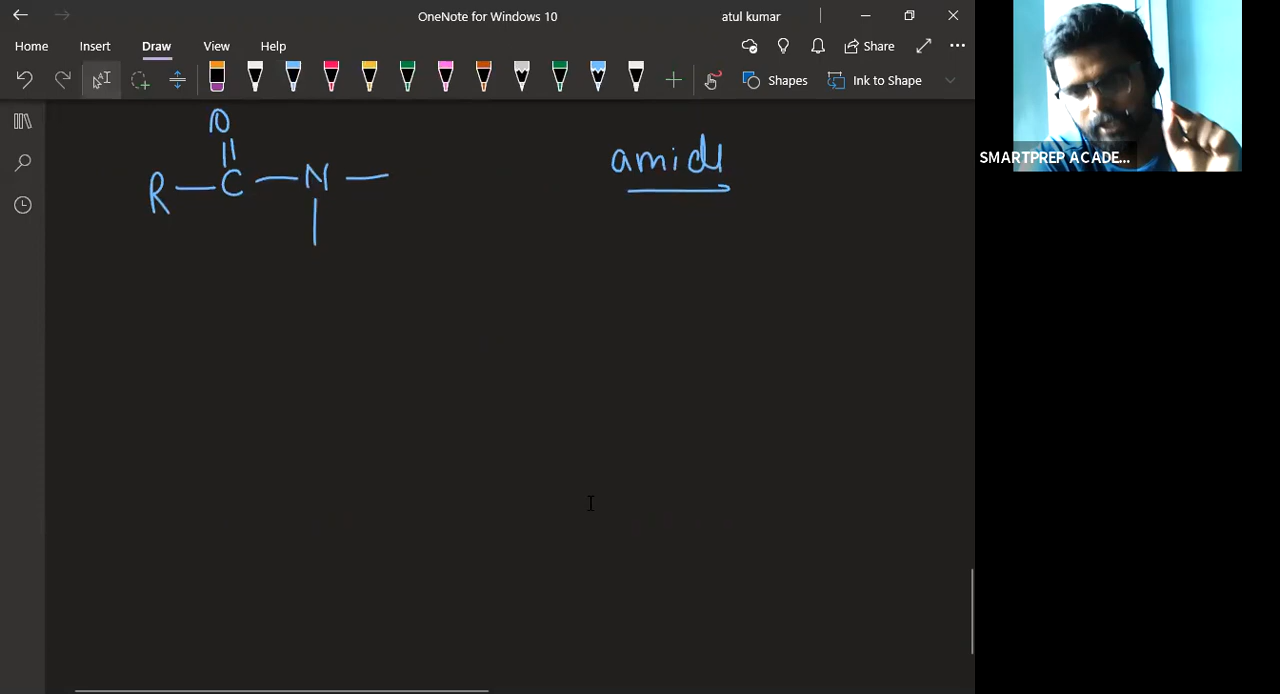 OneNote for Windows 10
atul kumar
Home Insert Draw View Help
Share
Shapes
Ink to Shape
SMARTPREP ACADE...
O
R — C — N —
amide